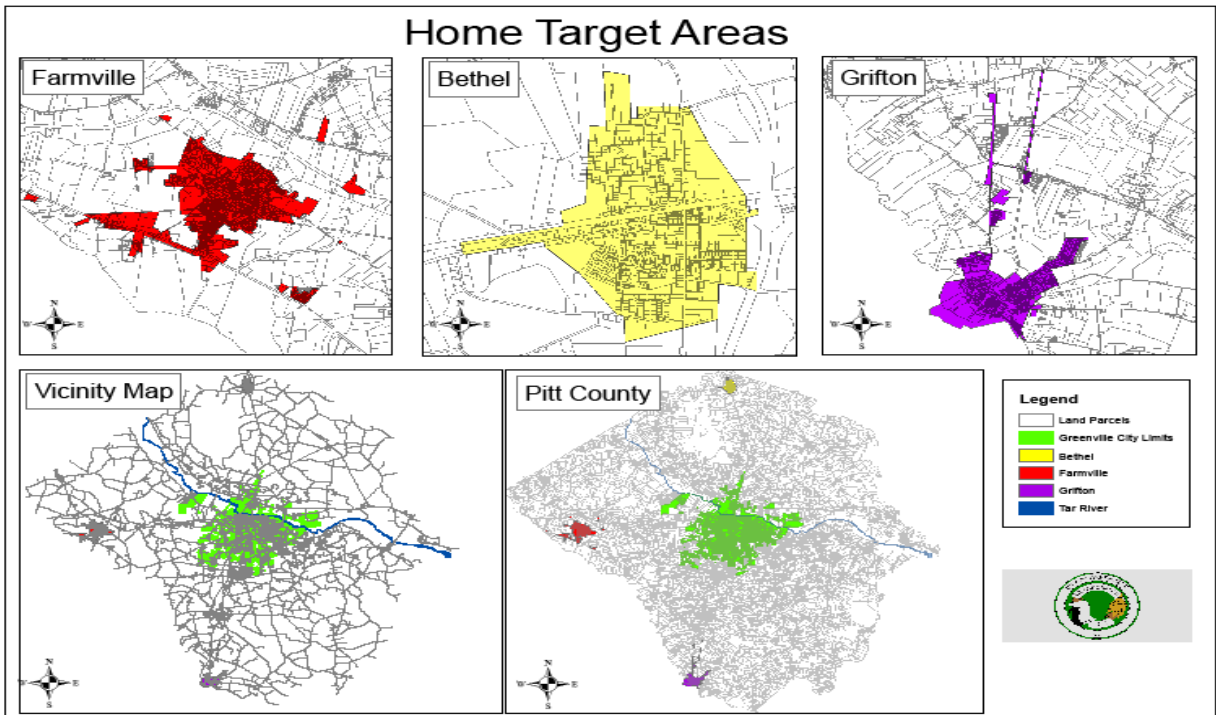 Home Target Areas
Farmville
Bethel
Grifton
N
W E
S
N
W E
S
N
W E
S
Vicinity Map
Pitt County
N
W E
S
N
W E
S
Legend
Land Parcels
Greenville City Limits
Bethel
Farmville
Grifton
Tar River